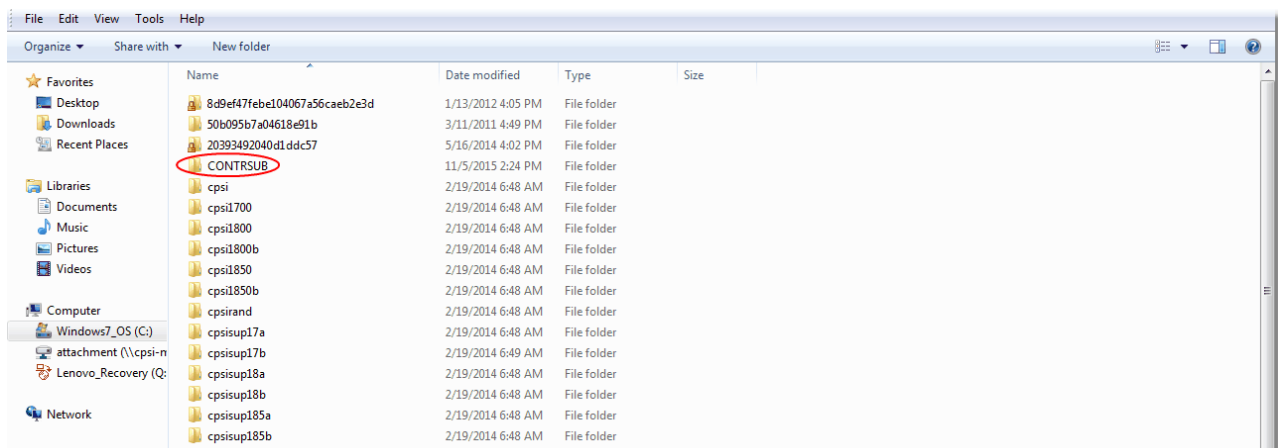 File Edit View Tools Help
Organize Share with New folder
Name Date modified Type Size
Favorites
Desktop
Downloads
Recent Places
Libraries
Documents
Music
Pictures
Videos
Computer
Windows7_OS (C:)
attachment (\\cpsi-n
Lenovo_Recovery (Q:
Network
8d9ef47febe104067a56caeb2e3d 1/13/2012 4:05 PM File folder
50b095b7a04618e91b 3/11/2011 4:49 PM File folder
20393492040d1ddc57 5/16/2014 4:02 PM File folder
CONTRSUB 11/5/2015 2:24 PM File folder
cpsi 2/19/2014 6:48 AM File folder
cpsi1700 2/19/2014 6:48 AM File folder
cpsi1800 2/19/2014 6:48 AM File folder
cpsi1800b 2/19/2014 6:48 AM File folder
cpsi1850 2/19/2014 6:48 AM File folder
cpsi1850b 2/19/2014 6:48 AM File folder
cpsirand 2/19/2014 6:48 AM File folder
cpsisup17a 2/19/2014 6:48 AM File folder
cpsisup17b 2/19/2014 6:49 AM File folder
cpsisup18a 2/19/2014 6:48 AM File folder
cpsisup18b 2/19/2014 6:48 AM File folder
cpsisup185a 2/19/2014 6:48 AM File folder
cpsisup185b 2/19/2014 6:48 AM File folder